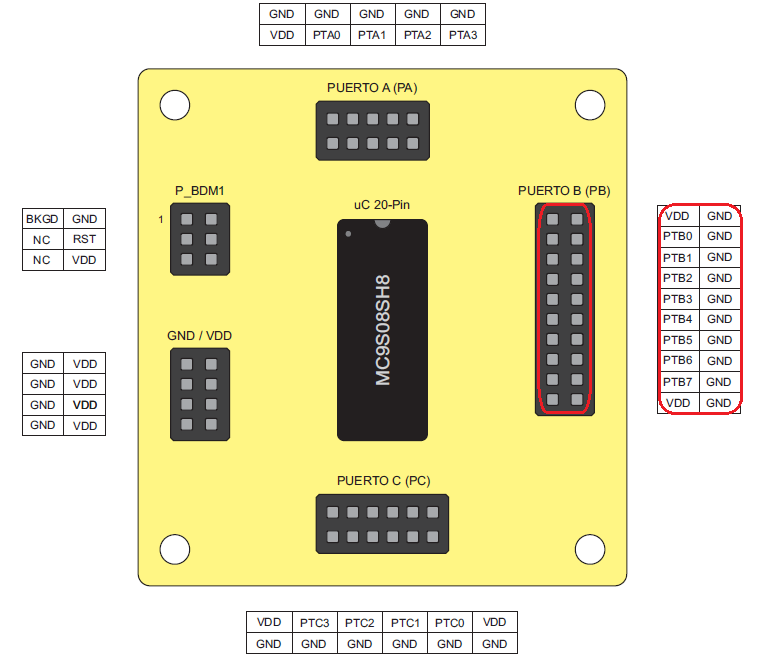 GND GND GND GND GND
VDD PTA0 PTA1 PTA2 PTA3
PUERTO A (PA)
P_BDM1
1
BKGD GND
NC RST
NC VDD
uC 20-Pin
MC9S08SH8
PUERTO B (PB)
VDD GND
PTB0 GND
PTB1 GND
PTB2 GND
PTB3 GND
PTB4 GND
PTB5 GND
PTB6 GND
PTB7 GND
VDD GND
GND / VDD
GND VDD
GND VDD
GND VDD
GND VDD
PUERTO C (PC)
VDD PTC3 PTC2 PTC1 PTC0 VDD
GND GND GND GND GND GND